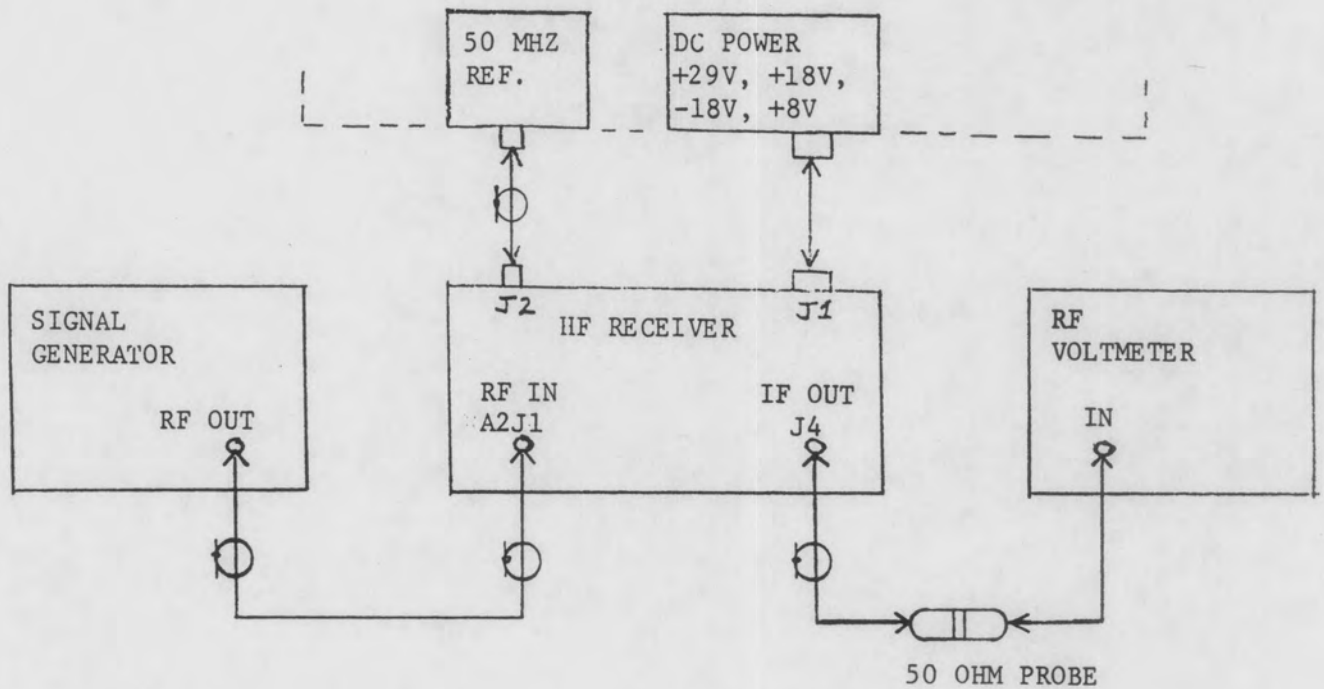 50 MHZ
REF.
DC POWER
+29V, +18V,
-18V, +8V
SIGNAL
GENERATOR
RF OUT
J2
HF RECEIVER
J1
RF IN
A2J1
IF OUT
J4
RF
VOLTMETER
IN
50 OHM PROBE